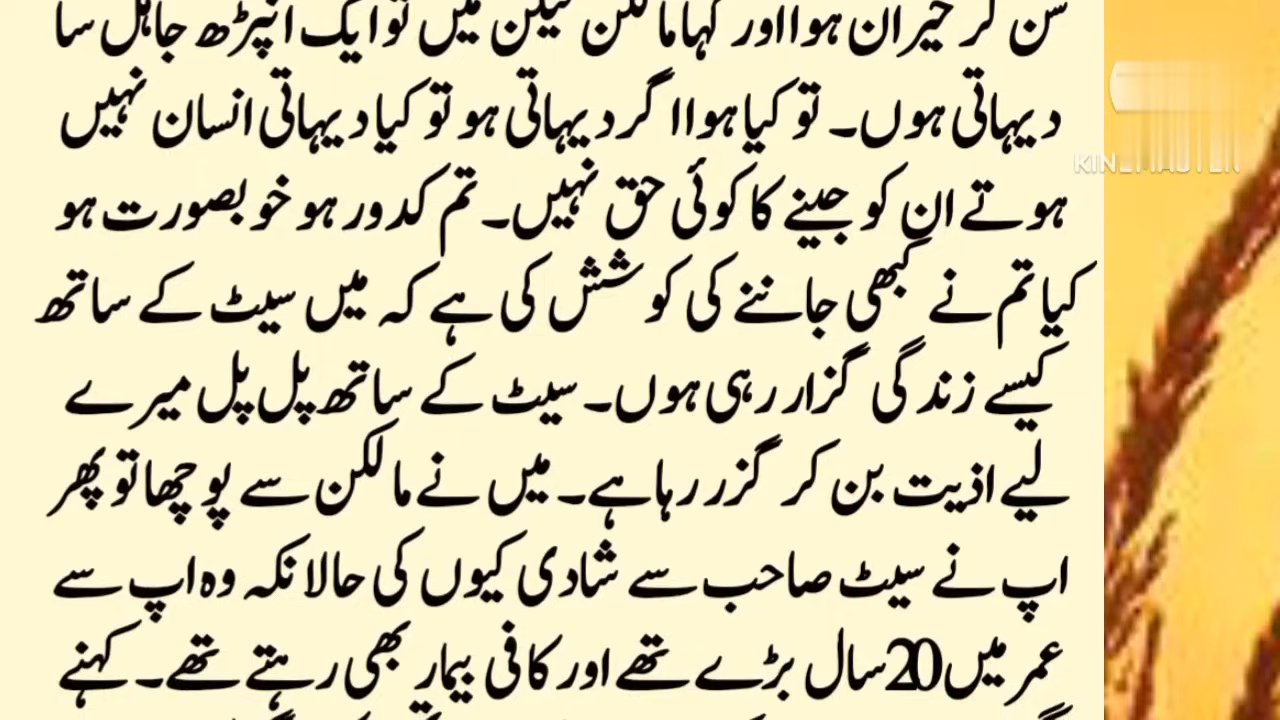 سن کر حیران ہوا اور کہا مالکن لیکن میں تو ایک انپڑھ جاہل سا
دیہاتی ہوں۔ تو کیا ہوا اگر دیہاتی ہو تو کیا دیہاتی انسان نہیں
ہوتے ان کو جینے کا کوئی حق نہیں۔ تم کدور ہو خوبصورت ہو
کیا تم نے کبھی جاننے کی کوشش کی ہے کہ میں سیٹ کے ساتھ
کیسے زندگی گزار رہی ہوں۔ سیٹ کے ساتھ پل پل میرے
لیے اذیت بن کر گزر رہا ہے۔ میں نے مالکن سے پوچھا تو پھر
اپ نے سیٹ صاحب سے شادی کیوں کی حالانکہ وہ اپ سے
عمر میں 20 سال بڑے تھے اور کافی بیمار بھی رہتے تھے۔ کہنے
KINEMASTER